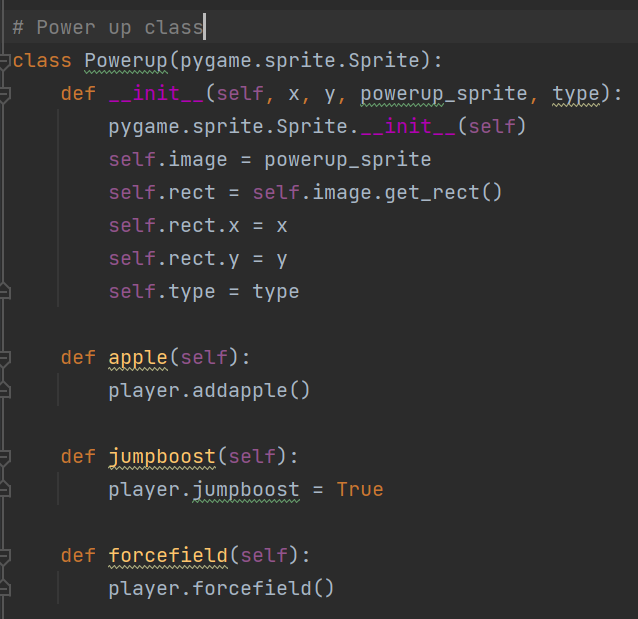 # Power up class
class Powerup(pygame.sprite.Sprite):
    def __init__(self, x, y, powerup_sprite, type):
        pygame.sprite.Sprite.__init__(self)
        self.image = powerup_sprite
        self.rect = self.image.get_rect()
        self.rect.x = x
        self.rect.y = y
        self.type = type

    def apple(self):
        player.addapple()

    def jumpboost(self):
        player.jumpboost = True

    def forcefield(self):
        player.forcefield()